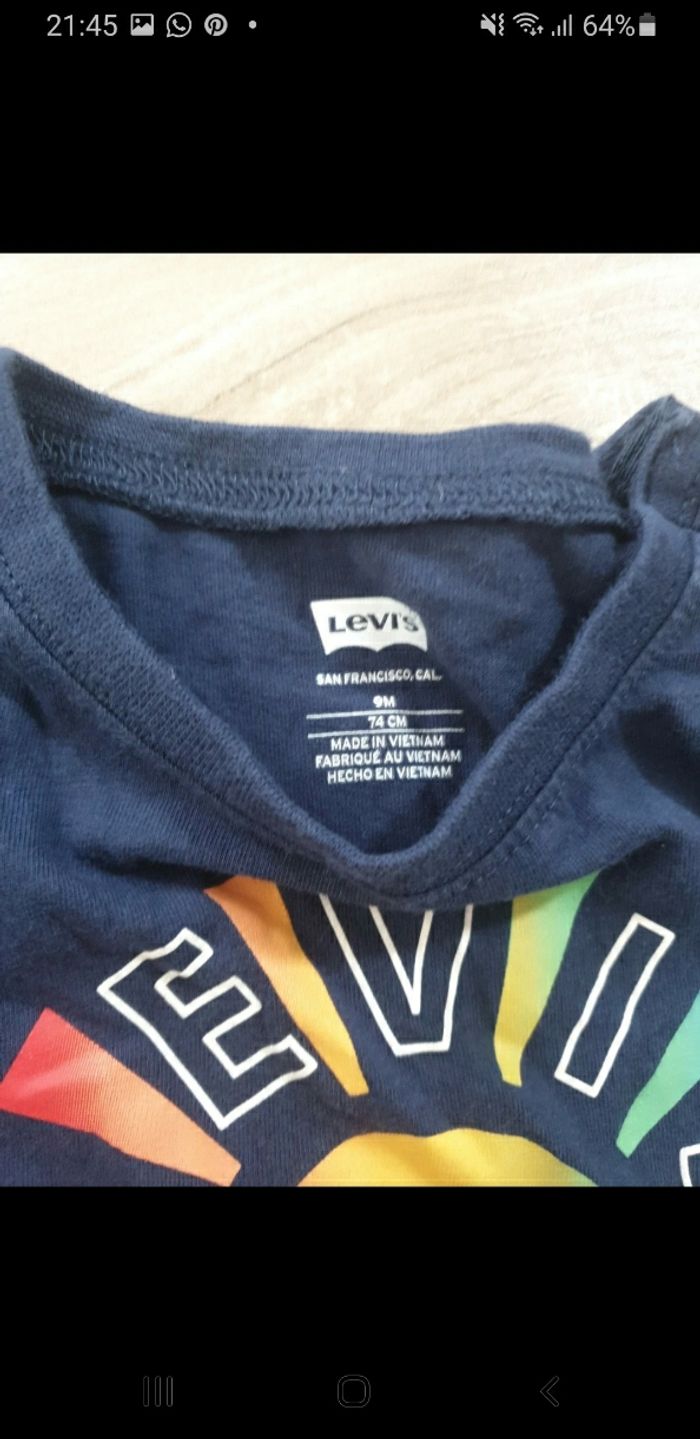 21:45
64%
Levi's
SAN FRANCISCO, CAL.
9M
74 CM
MADE IN VIETNAM
FABRIQUÉ AU VIETNAM
HECHO EN VIETNAM
EVI